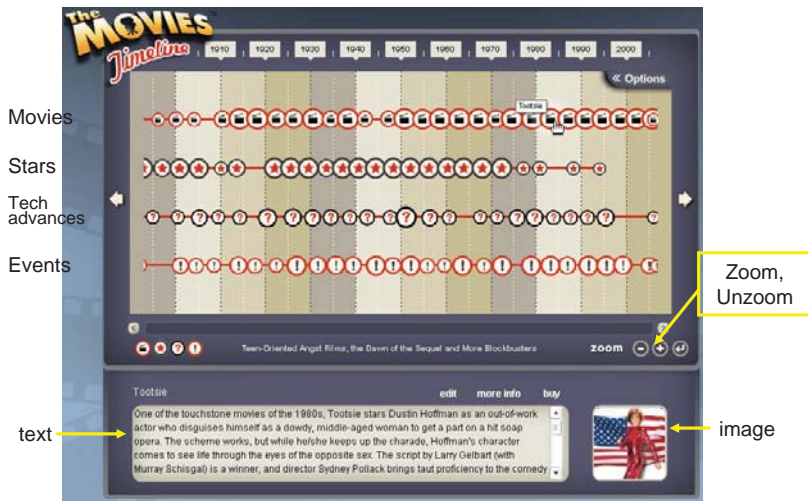 The MOVIES
Timeline
1910 1920 1930 1940 1950 1960 1970 1980 1990 2000
« Options
Tootsie
Movies
Stars
Tech
advances
Events
Zoom,
Unzoom
Teen-Oriented Angst Films, the Dawn of the Sequel and More Blockbusters
zoom
Tootsie edit more info buy
One of the touchstone movies of the 1980s, Tootsie stars Dustin Hoffman as an out-of-work
actor who disguises himself as a dowdy, middle-aged woman to get a part on a hit soap
opera. The scheme works, but while he/she keeps up the charade, Hoffman's character
comes to see life through the eyes of the opposite sex. The script by Larry Gelbart (with
Murray Schisgal) is a winner, and director Sydney Pollack brings taut proficiency to the comedy
text
image